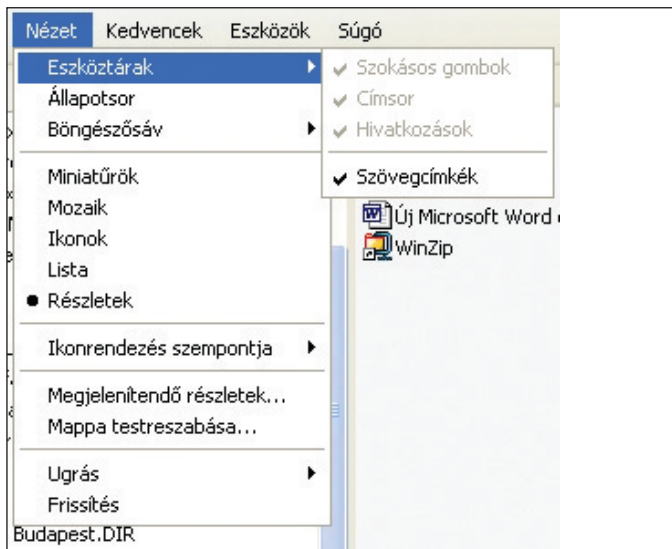 Nézet Kedvencek Eszközök Súgó
Eszköztárak
Állapotsor
Böngészősáv
Miniatűrök
Mozaik
Ikonok
Lista
Részletek
Ikonrendezés szempontja
Megjelenítendő részletek...
Mappa testreszabása...
Ugrás
Frissítés
Szokásos gombok
Címsor
Hivatkozások
Szövegcímkék
Új Microsoft Word
WinZip
Budapest.DIR